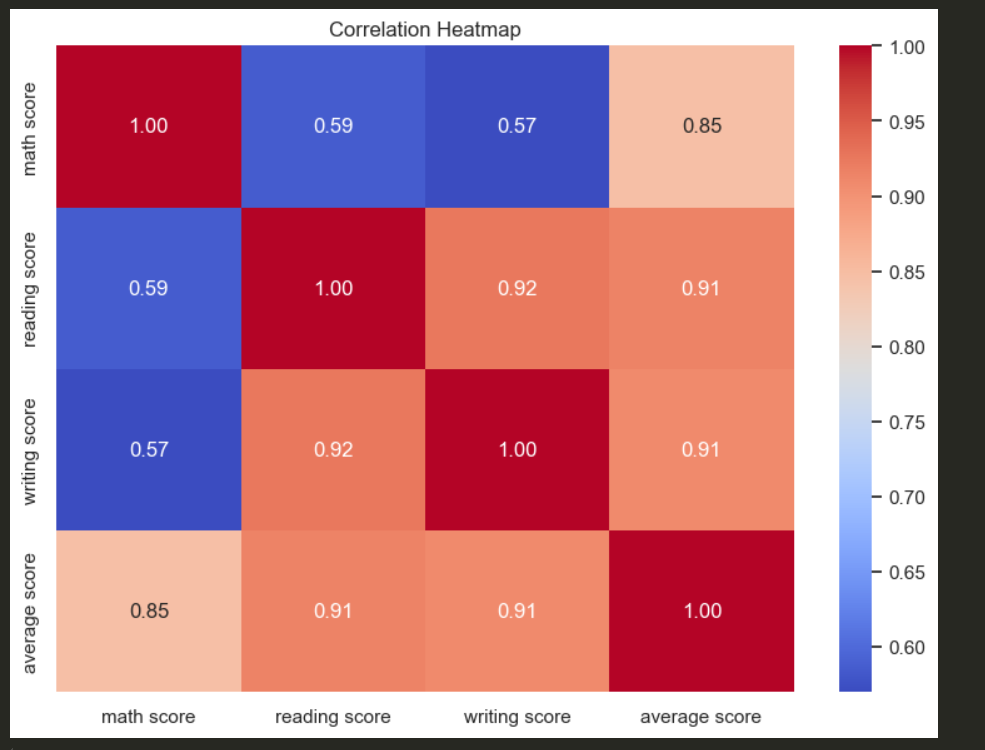 Correlation Heatmap
math score
1.00 0.59 0.57 0.85
reading score
0.59 1.00 0.92 0.91
writing score
0.57 0.92 1.00 0.91
average score
0.85 0.91 0.91 1.00
math score reading score writing score average score
1.00
0.95
0.90
0.85
0.80
0.75
0.70
0.65
0.60